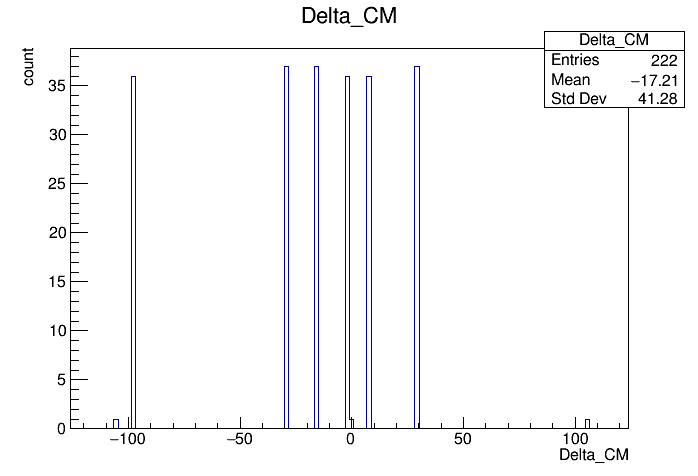 Delta_CM
Delta_CM
Entries 222
Mean −17.21
Std Dev 41.28
count
35
30
25
20
15
10
5
0
−100 −50 0 50 100
Delta_CM